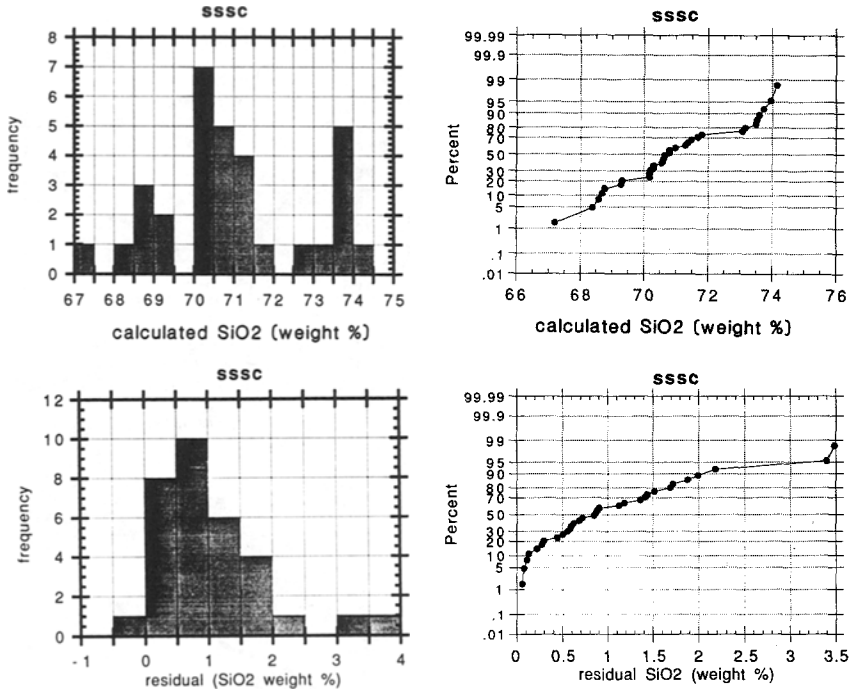 sssc
8
7
6
5
4
3
2
1
0
frequency
67 68 69 70 71 72 73 74 75
calculated SiO2 (weight %)
sssc
99.99
99.9
99
95
90
80
70
50
30
20
10
5
1
.1
.01
Percent
66 68 70 72 74 76
calculated SiO2 (weight %)
sssc
12
10
8
6
4
2
0
frequency
-1 0 1 2 3 4
residual (SiO2 weight %)
sssc
99.99
99.9
99
95
90
80
70
50
30
20
10
5
1
.1
.01
Percent
0 0.5 1 1.5 2 2.5 3 3.5
residual SiO2 (weight %)